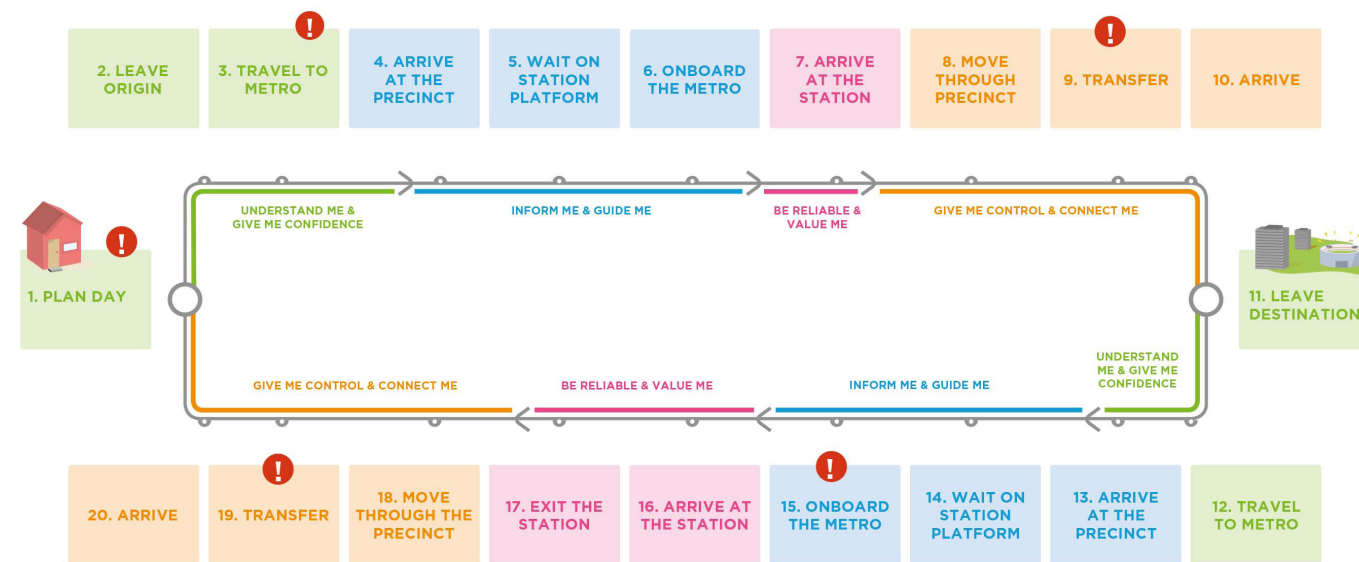 !
!
2. LEAVE
ORIGIN
3. TRAVEL TO
METRO
4. ARRIVE
AT THE
PRECINCT
5. WAIT ON
STATION
PLATFORM
6. ONBOARD
THE METRO
7. ARRIVE
AT THE
STATION
8. MOVE
THROUGH
PRECINCT
9. TRANSFER
10. ARRIVE
UNDERSTAND ME &
GIVE ME CONFIDENCE
INFORM ME & GUIDE ME
BE RELIABLE &
VALUE ME
GIVE ME CONTROL & CONNECT ME
!
1. PLAN DAY
11. LEAVE
DESTINATION
GIVE ME CONTROL & CONNECT ME
BE RELIABLE & VALUE ME
INFORM ME & GUIDE ME
UNDERSTAND
ME & GIVE ME
CONFIDENCE
!
!
20. ARRIVE
19. TRANSFER
18. MOVE
THROUGH THE
PRECINCT
17. EXIT THE
STATION
16. ARRIVE AT
THE STATION
15. ONBOARD
THE METRO
14. WAIT ON
STATION
PLATFORM
13. ARRIVE
AT THE
PRECINCT
12. TRAVEL
TO METRO